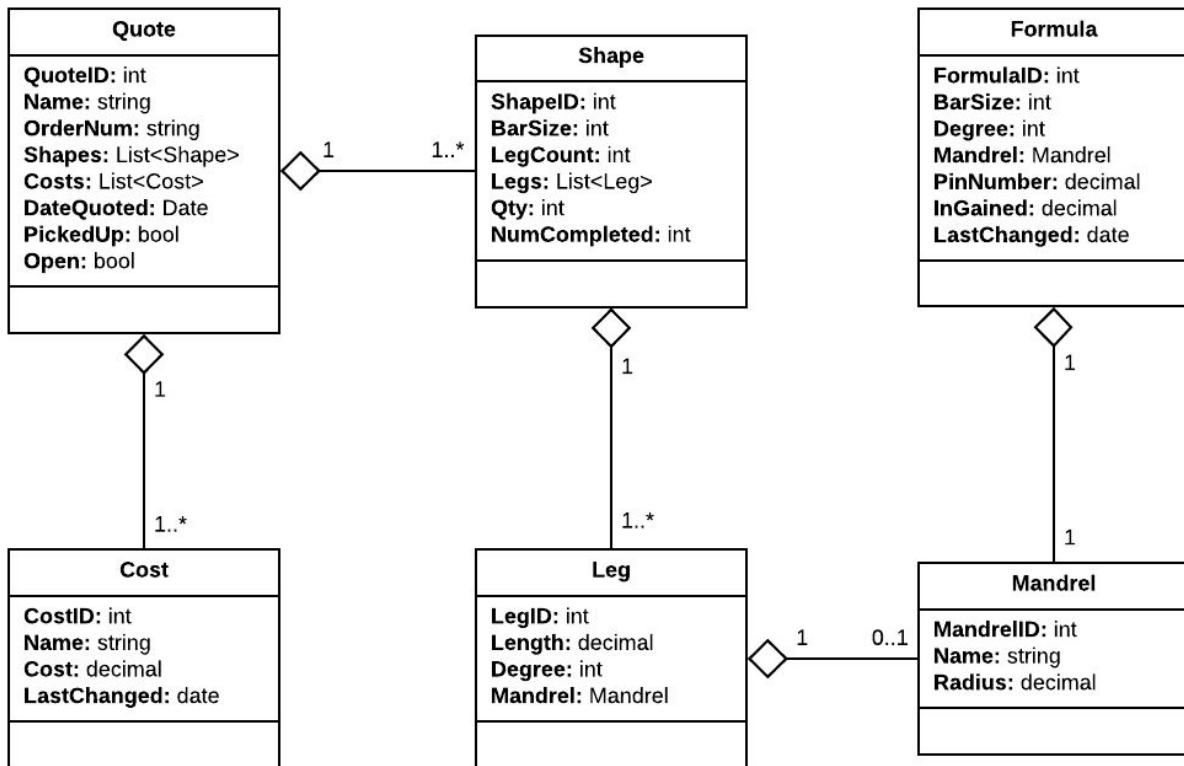 Quote
QuoteID: int
Name: string
OrderNum: string
Shapes: List<Shape>
Costs: List<Cost>
DateQuoted: Date
PickedUp: bool
Open: bool
1
1..*
Shape
ShapeID: int
BarSize: int
LegCount: int
Legs: List<Leg>
Qty: int
NumCompleted: int
Formula
FormulaID: int
BarSize: int
Degree: int
Mandrel: Mandrel
PinNumber: decimal
InGained: decimal
LastChanged: date
1
1..*
1
1..*
1
1
Cost
CostID: int
Name: string
Cost: decimal
LastChanged: date
Leg
LegID: int
Length: decimal
Degree: int
Mandrel: Mandrel
1
0..1
Mandrel
MandrelID: int
Name: string
Radius: decimal